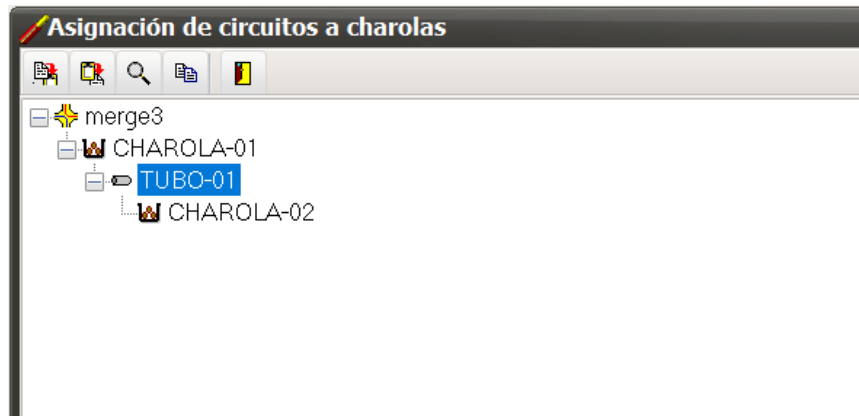 Asignación de circuitos a charolas
merge3
CHAROLA-01
TUBO-01
CHAROLA-02